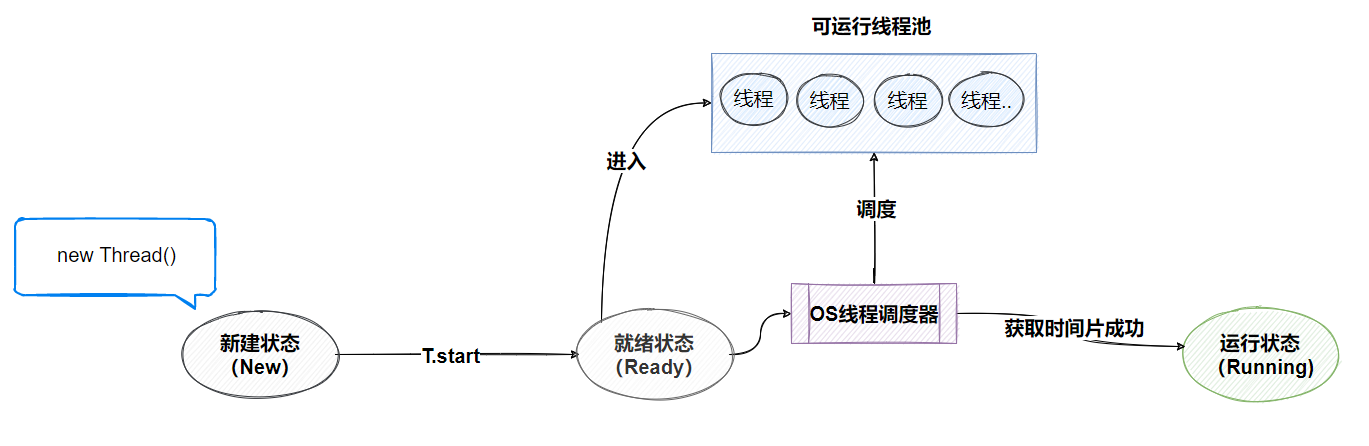 可运行线程池
线程
线程
线程
线程..
进入
调度
new Thread()
OS线程调度器
获取时间片成功
新建状态
（New）
T.start
就绪状态
（Ready）
运行状态
（Running)